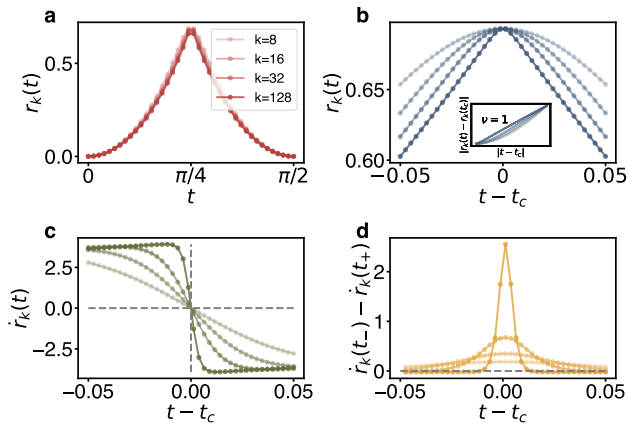 a
r_k(t)
0.5
0.0
k=8
k=16
k=32
k=128
0
π/4
π/2
t
b
r_k(t)
0.65
0.60
|r_k(t) − r_k(t_c)|
ν = 1
|t − t_c|
−0.05
0.00
0.05
t − t_c
c
ṙ_k(t)
2.5
0.0
−2.5
−0.05
0.00
0.05
t − t_c
d
ṙ_k(t_−) − ṙ_k(t_+)
2
1
0
−0.05
0.00
0.05
t − t_c